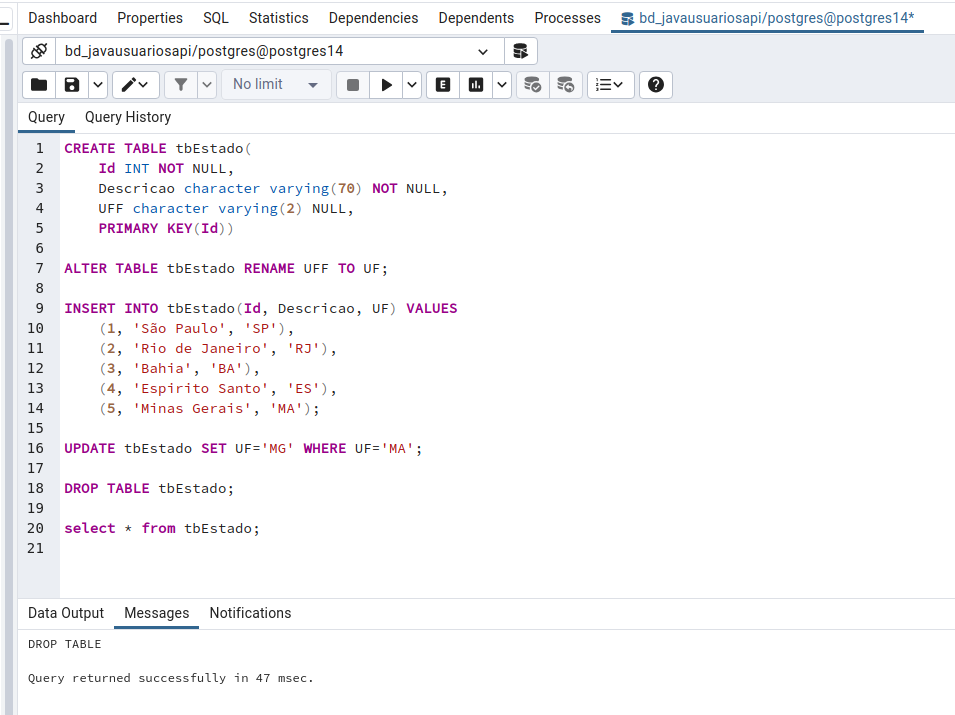 Dashboard Properties SQL Statistics Dependencies Dependents Processes bd_javausuariosapi/postgres@postgres14*
bd_javausuariosapi/postgres@postgres14
No limit E
Query Query History
1 CREATE TABLE tbEstado(
2 Id INT NOT NULL,
3 Descricao character varying(70) NOT NULL,
4 UFF character varying(2) NULL,
5 PRIMARY KEY(Id))
6
7 ALTER TABLE tbEstado RENAME UFF TO UF;
8
9 INSERT INTO tbEstado(Id, Descricao, UF) VALUES
10 (1, 'São Paulo', 'SP'),
11 (2, 'Rio de Janeiro', 'RJ'),
12 (3, 'Bahia', 'BA'),
13 (4, 'Espirito Santo', 'ES'),
14 (5, 'Minas Gerais', 'MA');
15
16 UPDATE tbEstado SET UF='MG' WHERE UF='MA';
17
18 DROP TABLE tbEstado;
19
20 select * from tbEstado;
21
Data Output Messages Notifications
DROP TABLE
Query returned successfully in 47 msec.